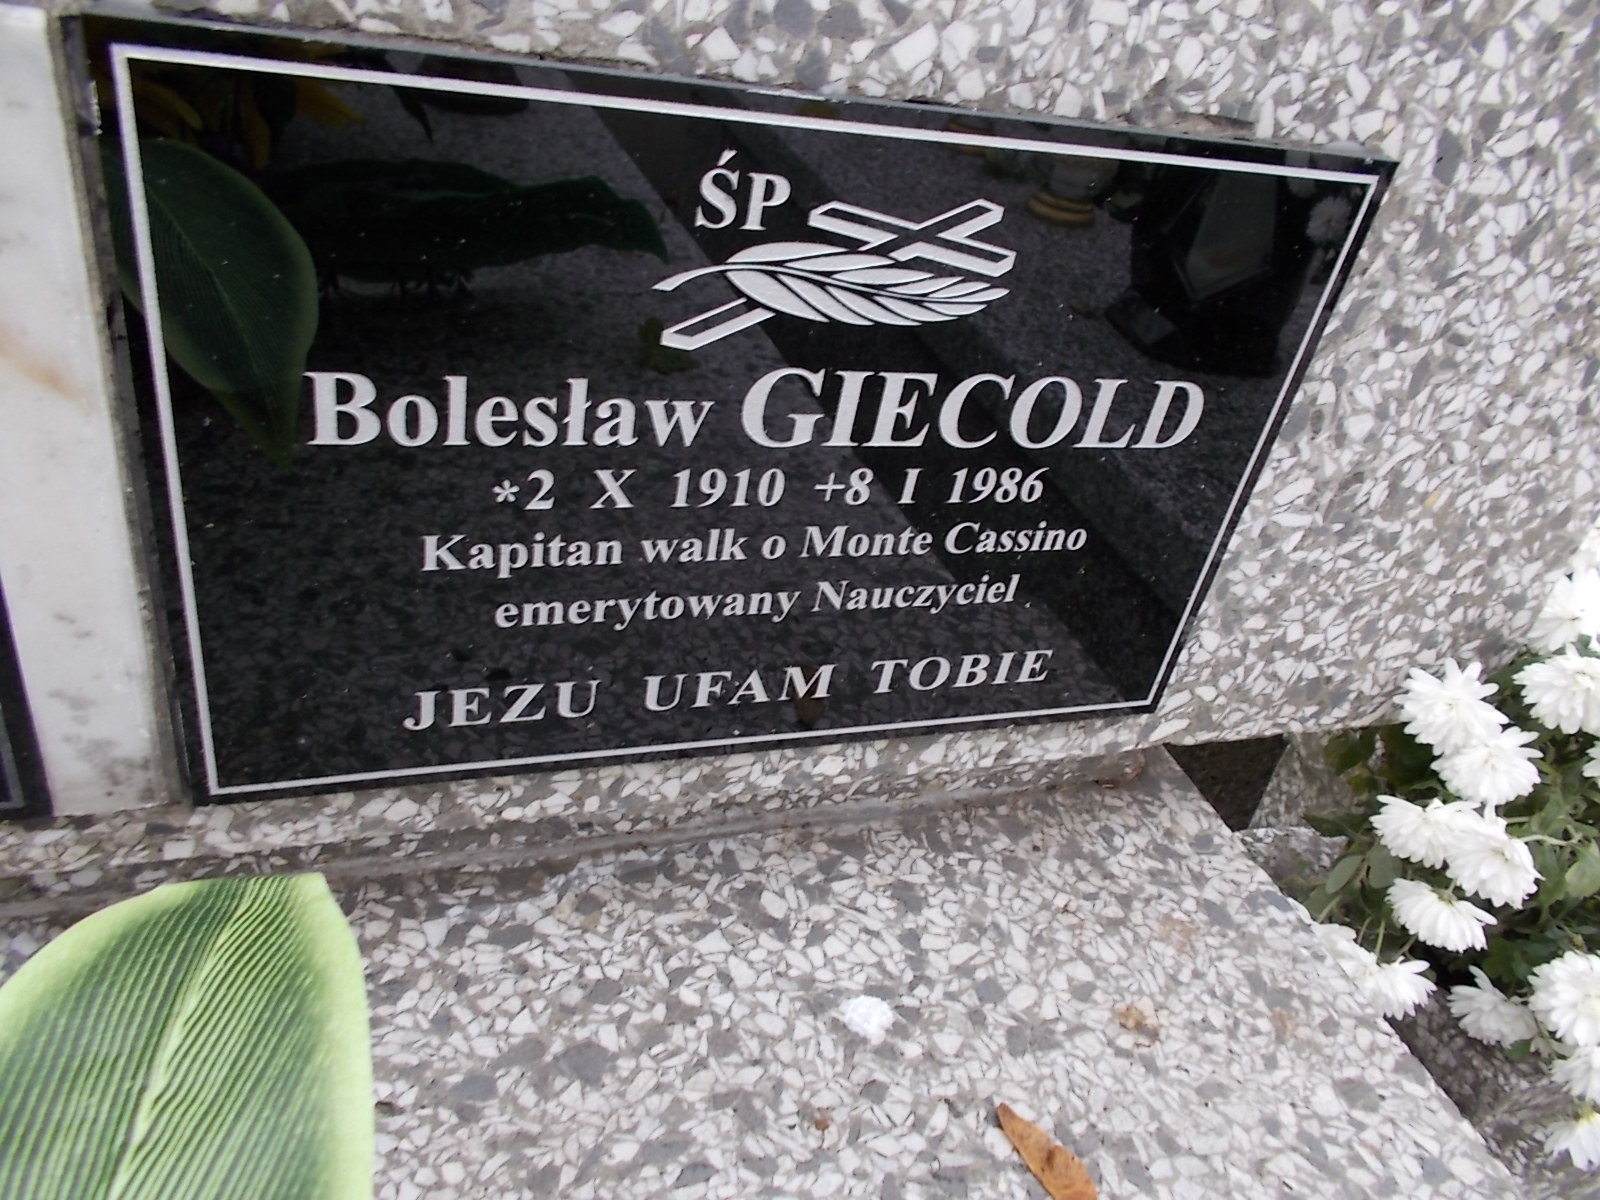 ŚP
Bolesław GIECOLD
*2 X 1910 +8 I 1986
Kapitan walk o Monte Cassino
emerytowany Nauczyciel
JEZU UFAM TOBIE